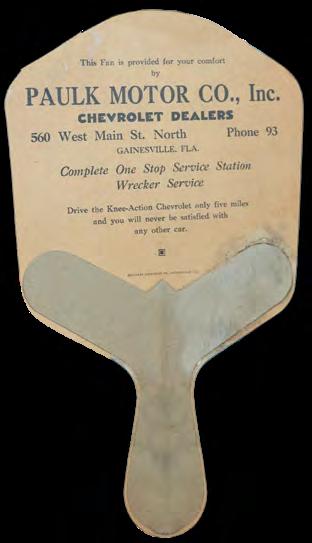 This Fan is provided for your comfort
by
PAULK MOTOR CO., Inc.
CHEVROLET DEALERS
560 West Main St. North Phone 93
GAINESVILLE, FLA.
Complete One Stop Service Station
Wrecker Service
Drive the Knee-Action Chevrolet only five miles
and you will never be satisfied with
any other car.